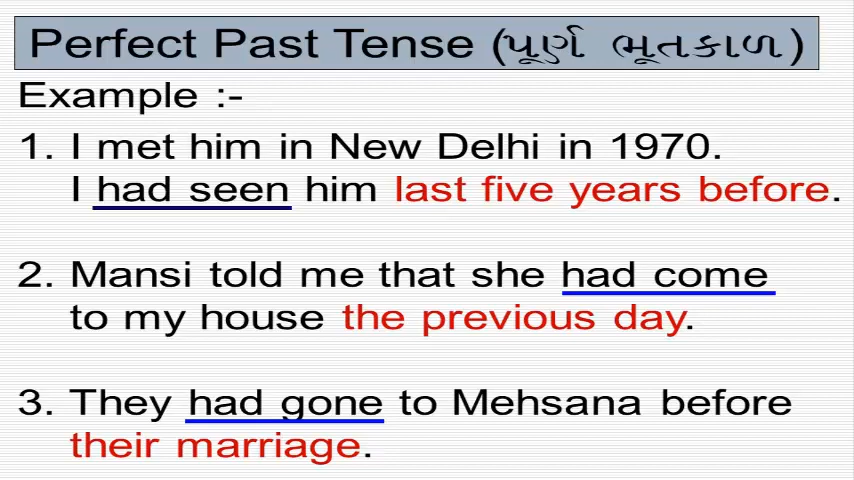 Perfect Past Tense (પૂર્ણ ભૂતકાળ)
Example :-
1. I met him in New Delhi in 1970.
I had seen him last five years before.
2. Mansi told me that she had come
to my house the previous day.
3. They had gone to Mehsana before
their marriage.